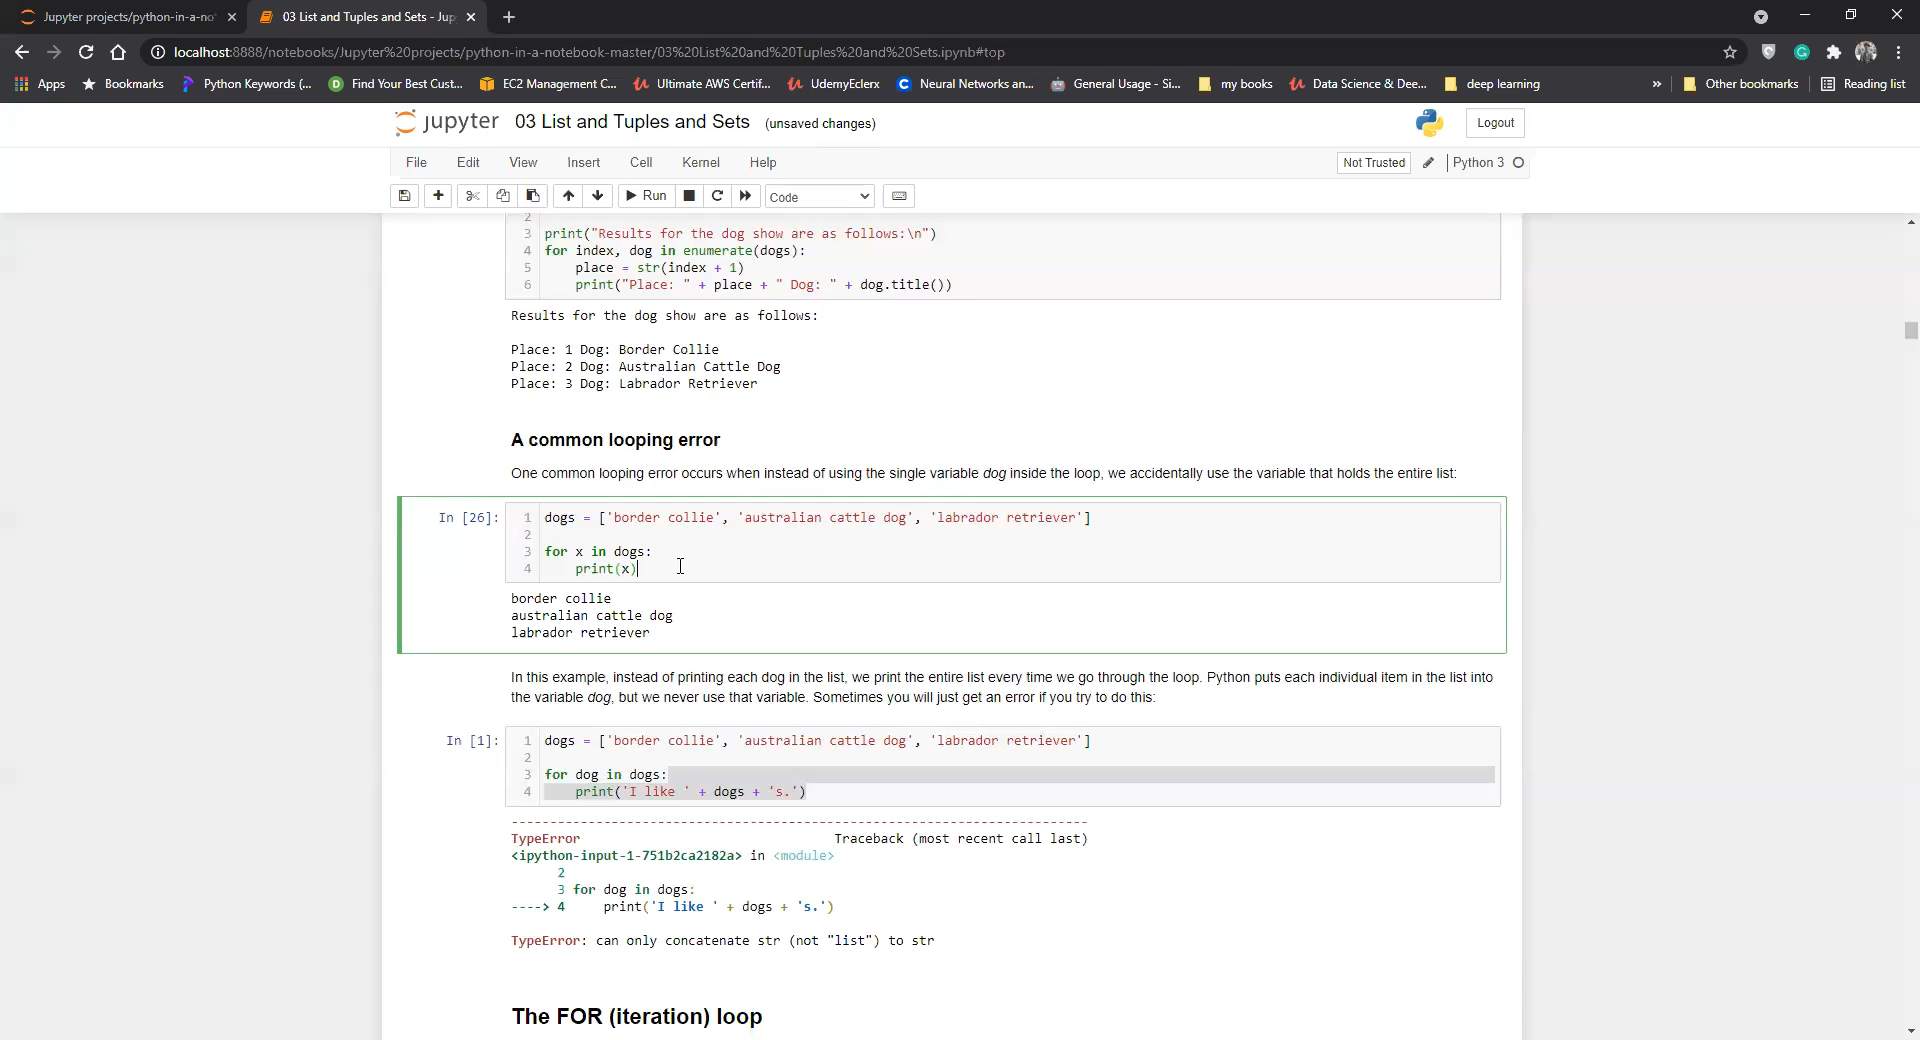 Jupyter projects/python-in-a-no
03 List and Tuples and Sets - Jup
localhost:8888/notebooks/Jupyter%20projects/python-in-a-notebook-master/03%20List%20and%20Tuples%20and%20Sets.ipynb#top
Apps
Bookmarks
Python Keywords (...
Find Your Best Cust...
EC2 Management C...
Ultimate AWS Certif...
UdemyEclerx
Neural Networks an...
General Usage - Si...
my books
Data Science & Dee...
deep learning
»
Other bookmarks
Reading list
jupyter 03 List and Tuples and Sets (unsaved changes)
Logout
File Edit View Insert Cell Kernel Help
Not Trusted
Python 3
Run
Code
2
3 print("Results for the dog show are as follows:\n")
4 for index, dog in enumerate(dogs):
5 place = str(index + 1)
6 print("Place: " + place + " Dog: " + dog.title())
Results for the dog show are as follows:
Place: 1 Dog: Border Collie
Place: 2 Dog: Australian Cattle Dog
Place: 3 Dog: Labrador Retriever
A common looping error
One common looping error occurs when instead of using the single variable dog inside the loop, we accidentally use the variable that holds the entire list:
In [26]: 1 dogs = ['border collie', 'australian cattle dog', 'labrador retriever']
2
3 for x in dogs:
4 print(x)
border collie
australian cattle dog
labrador retriever
In this example, instead of printing each dog in the list, we print the entire list every time we go through the loop. Python puts each individual item in the list into
the variable dog, but we never use that variable. Sometimes you will just get an error if you try to do this:
In [1]: 1 dogs = ['border collie', 'australian cattle dog', 'labrador retriever']
2
3 for dog in dogs:
4 print('I like ' + dogs + 's.')
---------------------------------------------------------------------------
TypeError Traceback (most recent call last)
<ipython-input-1-751b2ca2182a> in <module>
2
3 for dog in dogs:
----> 4 print('I like ' + dogs + 's.')
TypeError: can only concatenate str (not "list") to str
The FOR (iteration) loop